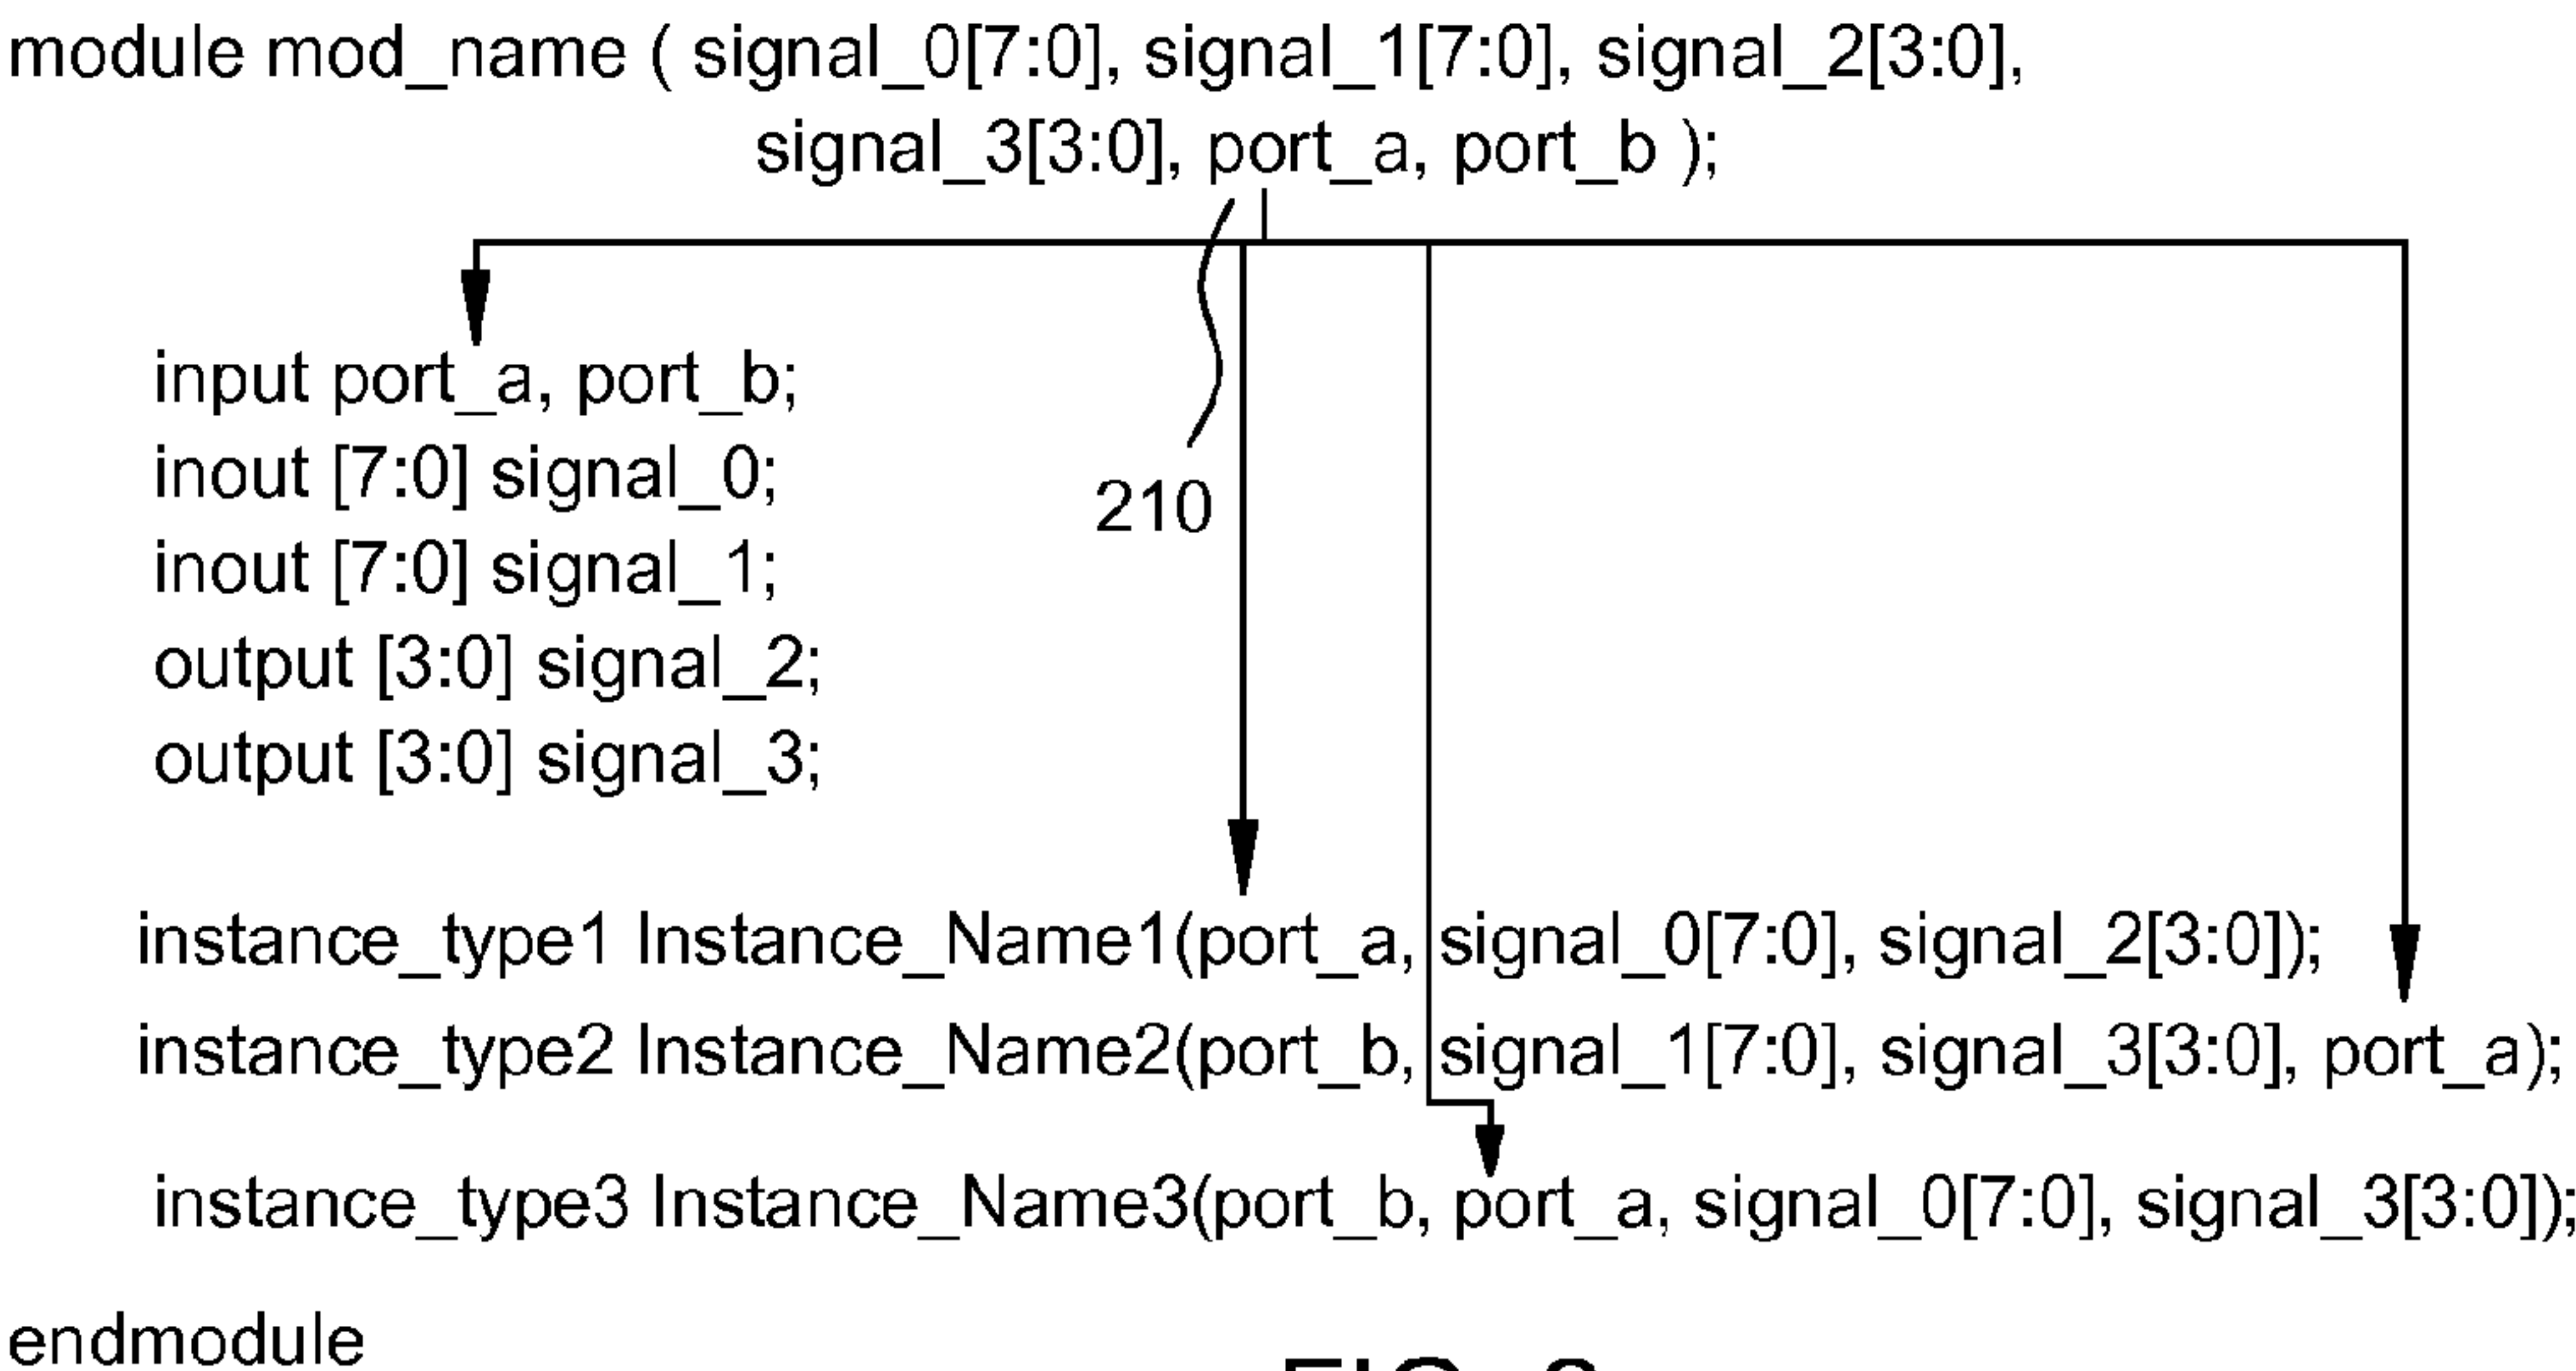 module mod_name ( signal_0[7:0], signal_1[7:0], signal_2[3:0],
signal_3[3:0], port_a, port_b );
input port_a, port_b;
inout [7:0] signal_0;
210
inout [7:0] signal_1;
output [3:0] signal_2;
output [3:0] signal_3;
instance_type1 Instance_Name1(port_a, signal_0[7:0], signal_2[3:0]);
instance_type2 Instance_Name2(port_b, signal_1[7:0], signal_3[3:0], port_a);
instance_type3 Instance_Name3(port_b, port_a, signal_0[7:0], signal_3[3:0]);
endmodule